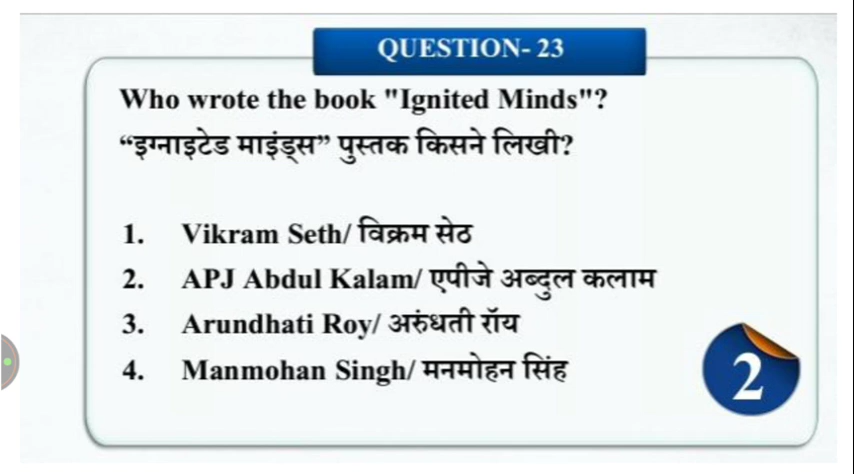 QUESTION- 23
Who wrote the book "Ignited Minds"?
“इग्नाइटेड माइंड्स” पुस्तक किसने लिखी?
1. Vikram Seth/ विक्रम सेठ
2. APJ Abdul Kalam/ एपीजे अब्दुल कलाम
3. Arundhati Roy/ अरुंधती रॉय
4. Manmohan Singh/ मनमोहन सिंह
2